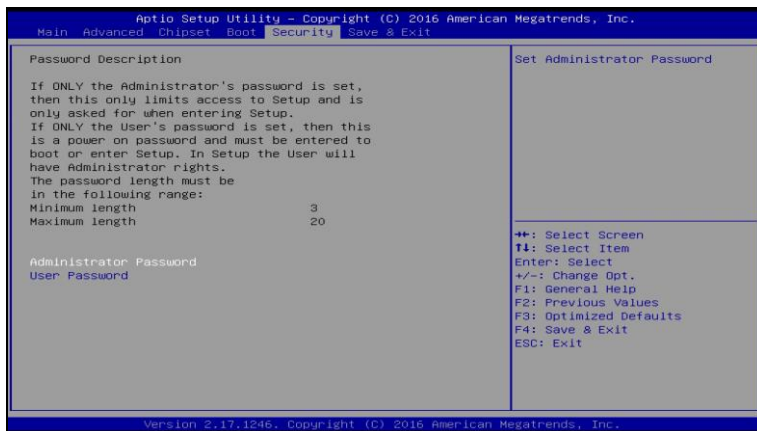 Aptio Setup Utility – Copyright (C) 2016 American Megatrends, Inc.
Main Advanced Chipset Boot Security Save & Exit
Password Description
If ONLY the Administrator's password is set,
then this only limits access to Setup and is
only asked for when entering Setup.
If ONLY the User's password is set, then this
is a power on password and must be entered to
boot or enter Setup. In Setup the User will
have Administrator rights.
The password length must be
in the following range:
Minimum length 3
Maximum length 20
Administrator Password
User Password
Set Administrator Password
→←: Select Screen
↑↓: Select Item
Enter: Select
+/-: Change Opt.
F1: General Help
F2: Previous Values
F3: Optimized Defaults
F4: Save & Exit
ESC: Exit
Version 2.17.1246. Copyright (C) 2016 American Megatrends, Inc.